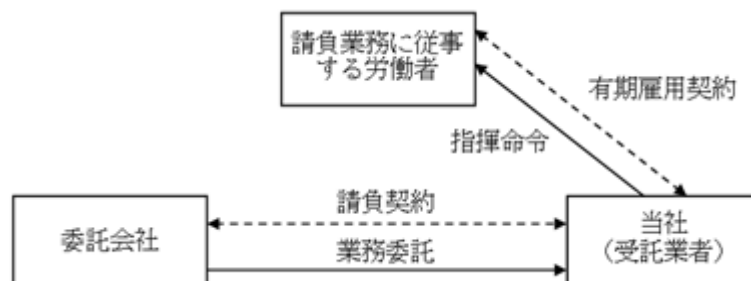 請負業務に従事
する労働者
有期雇用契約
指揮命令
請負契約
委託会社
業務委託
当社
(受託業者)